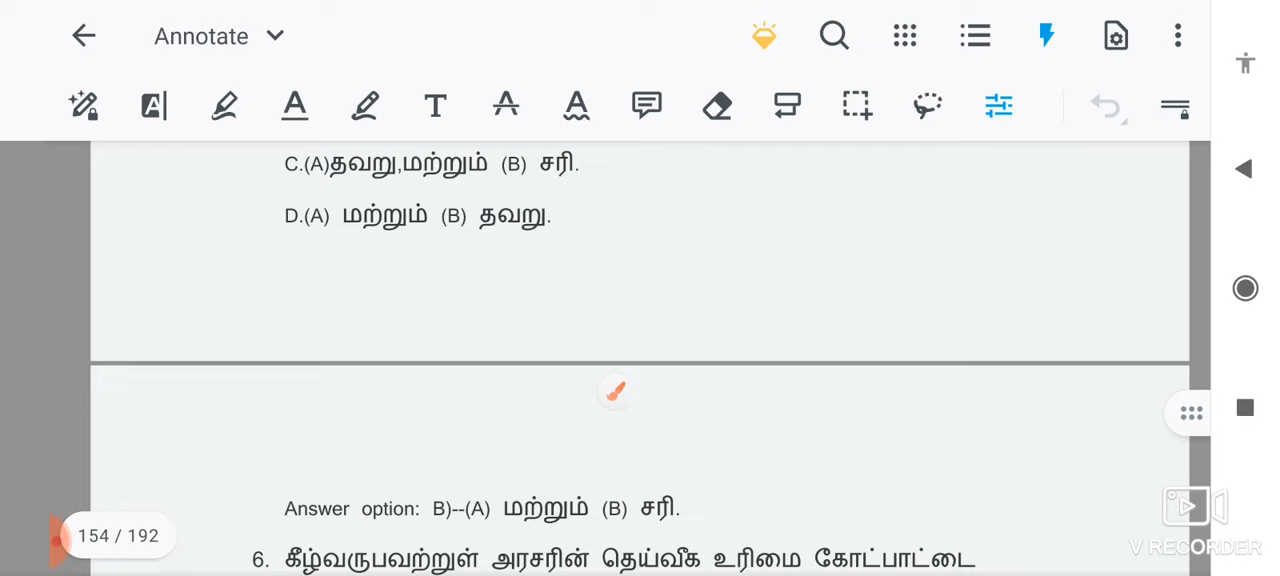 Annotate
C.(A)தவறு,மற்றும் (B) சரி.
D.(A) மற்றும் (B) தவறு.
Answer option: B)--(A) மற்றும் (B) சரி.
154 / 192
6. கீழ்வருபவற்றுள் அரசரின் தெய்வீக உரிமை கோட்பாட்டை
V RECORDER